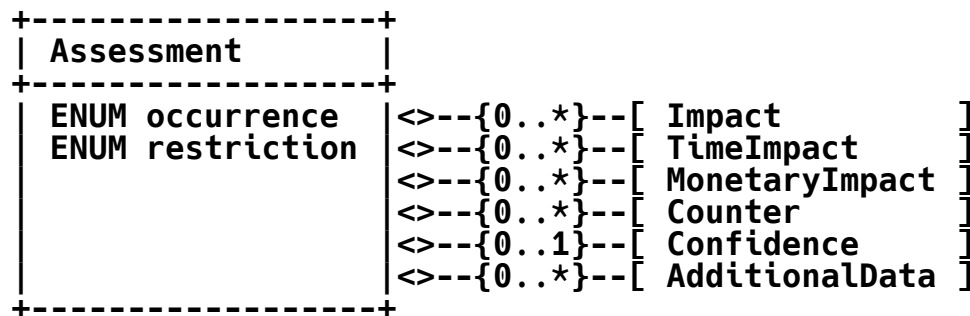 +------------------+
| Assessment       |
+------------------+
| ENUM occurrence  |<>--{0..*}--[ Impact         ]
| ENUM restriction |<>--{0..*}--[ TimeImpact     ]
|                  |<>--{0..*}--[ MonetaryImpact ]
|                  |<>--{0..*}--[ Counter        ]
|                  |<>--{0..1}--[ Confidence     ]
|                  |<>--{0..*}--[ AdditionalData ]
+------------------+